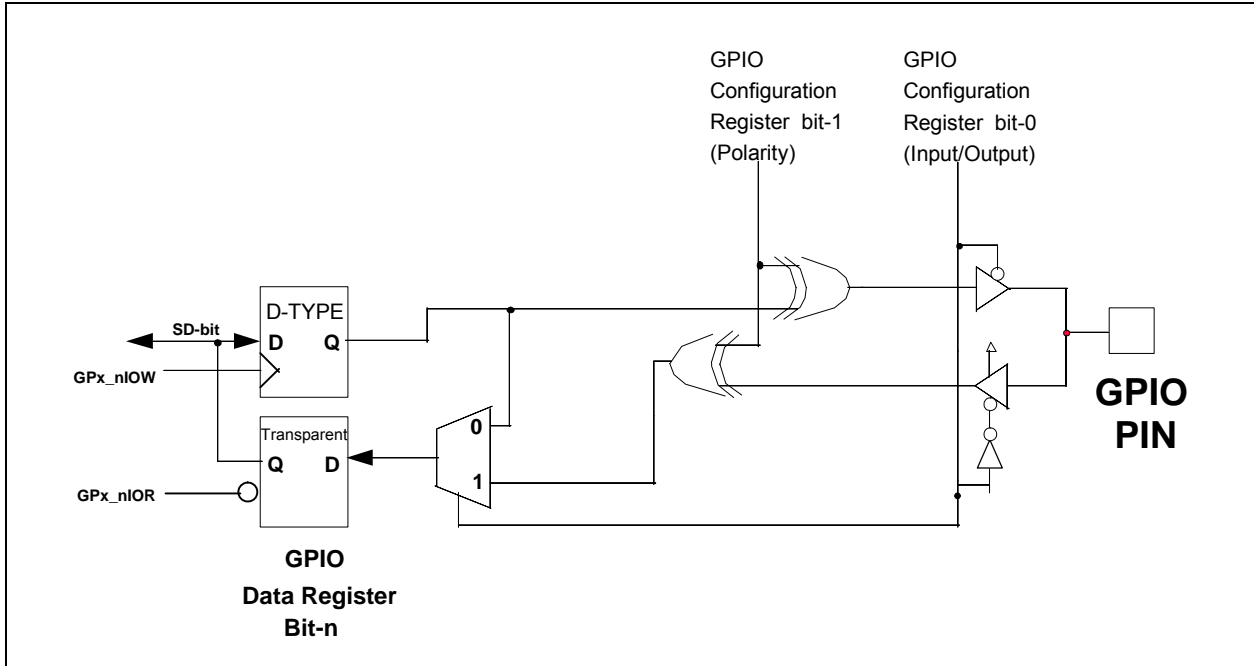 GPIO
Configuration
Register bit-1
(Polarity)
GPIO
Configuration
Register bit-0
(Input/Output)
D-TYPE
SD-bit
D Q
GPx_nIOW
Transparent
Q D
GPx_nIOR
0
1
GPIO
PIN
GPIO
Data Register
Bit-n